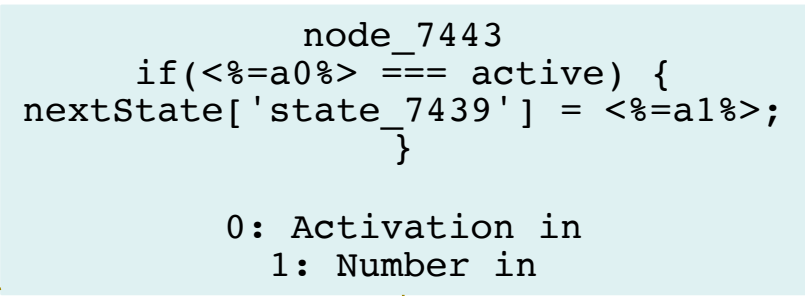 node_7443
if(<%=a0%> === active) {
nextState['state_7439'] = <%=a1%>;
}
0: Activation in
1: Number in